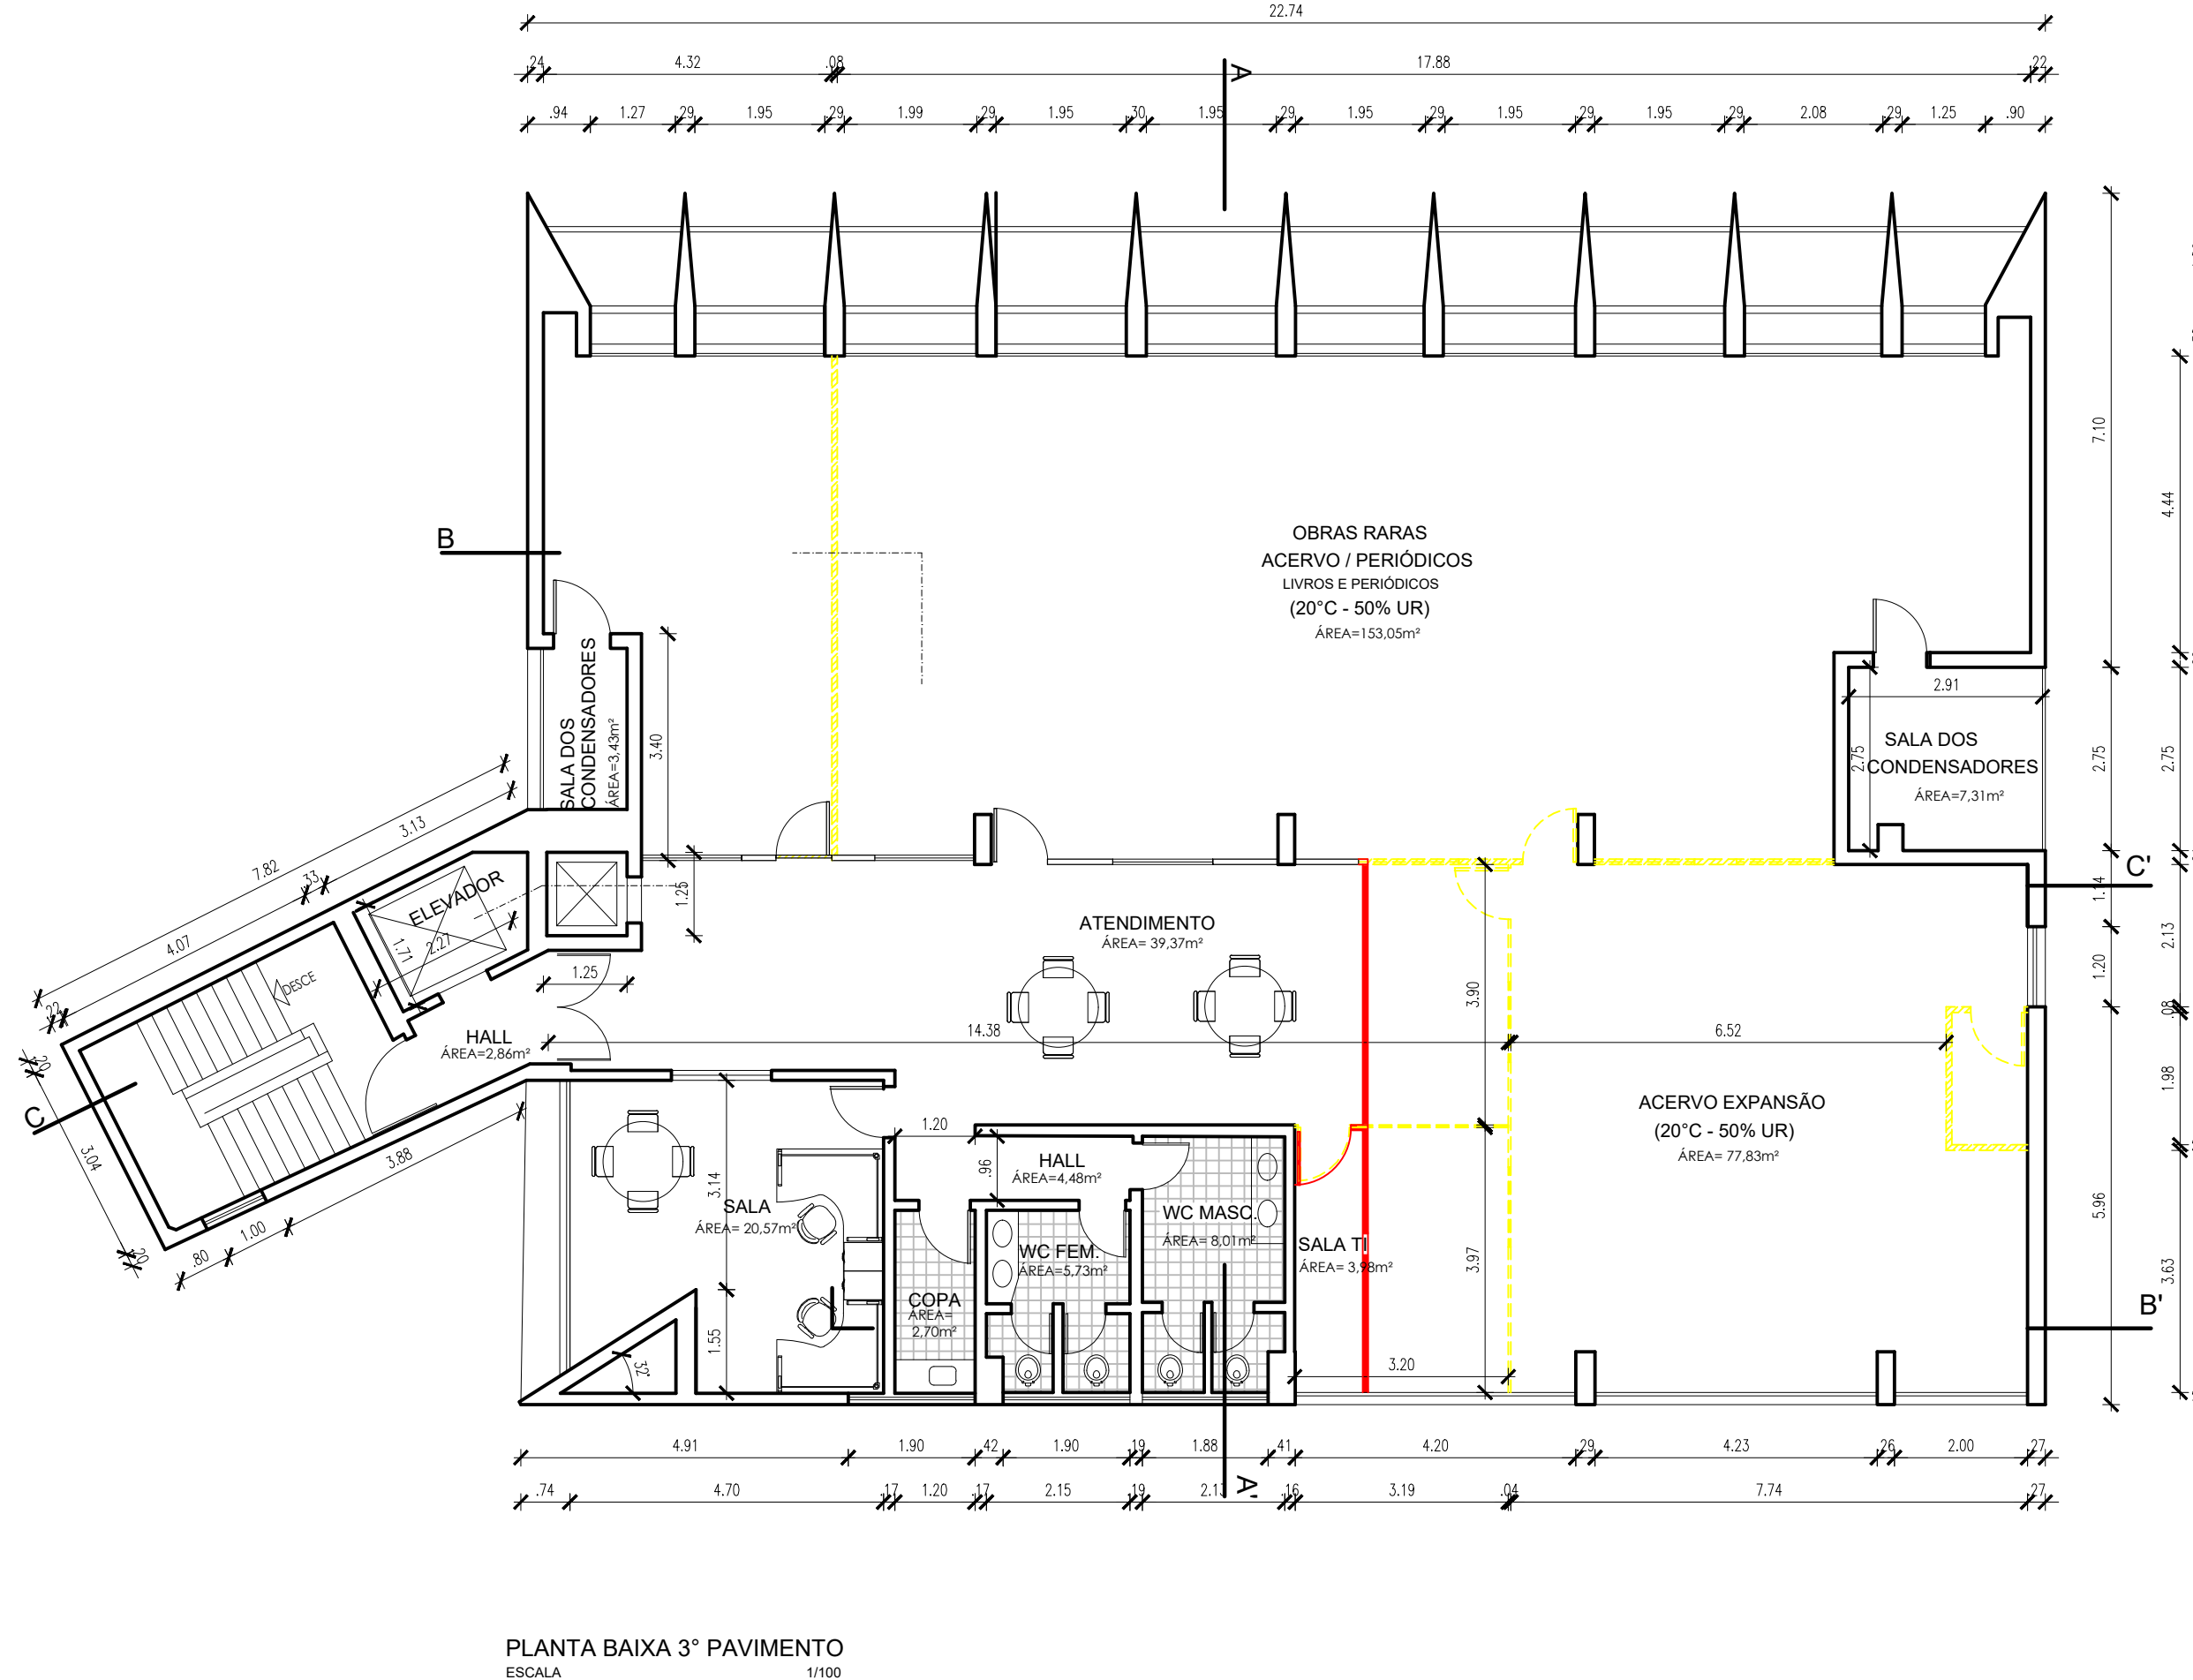 22.74
.24
4.32
.08
17.88
.22
.94
1.27
.29
1.95
.29
1.99
.29
1.95
.30
1.95
.29
1.95
.29
1.95
.29
1.95
.29
2.08
.29
1.25
.90
A
7.10
4.44
B
OBRAS RARAS
ACERVO / PERIÓDICOS
LIVROS E PERIÓDICOS
(20°C - 50% UR)
ÁREA=153,05m²
SALA DOS
CONDENSADORES
ÁREA=3,43m²
3.40
2.91
2.75
SALA DOS
CONDENSADORES
ÁREA=7,31m²
2.75
2.75
7.82
3.13
.33
4.07
.22
ELEVADOR
1.71
2.27
1.25
1.25
DESCE
HALL
ÁREA=2,86m²
ATENDIMENTO
ÁREA= 39,37m²
14.38
3.90
6.52
C'
1.14
2.13
1.20
.08
1.98
.20
C
3.04
.20
.80
1.00
3.88
ACERVO EXPANSÃO
(20°C - 50% UR)
ÁREA= 77,83m²
1.20
.96
HALL
ÁREA=4,48m²
3.14
SALA
ÁREA= 20,57m²
WC MASC.
ÁREA= 8,01m²
WC FEM.
ÁREA=5,73m²
SALA TI
ÁREA= 3,98m²
3.97
5.96
3.63
COPA
ÁREA=
2,70m²
1.55
32°
3.20
B'
4.91
1.90
.42
1.90
.19
1.88
.41
4.20
.29
4.23
.26
2.00
.27
.74
4.70
.17
1.20
.17
2.15
.19
2.13
A'
.16
3.19
.04
7.74
.27
PLANTA BAIXA 3° PAVIMENTO
ESCALA 1/100